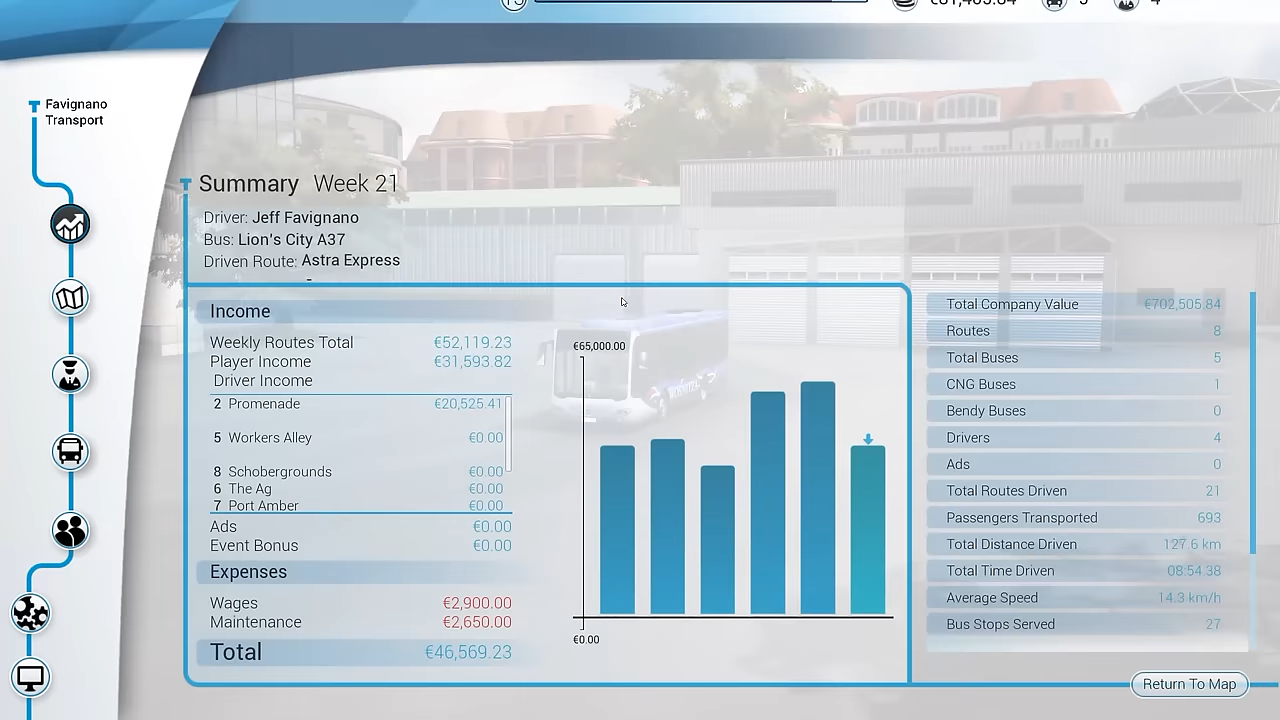 Favignano
Transport
Summary Week 21
Driver: Jeff Favignano
Bus: Lion's City A37
Driven Route: Astra Express
-
Income
Weekly Routes Total €52,119.23
Player Income €31,593.82
Driver Income
2 Promenade €20,525.41
5 Workers Alley €0.00
8 Schobergrounds €0.00
6 The Ag €0.00
7 Port Amber €0.00
Ads €0.00
Event Bonus €0.00
Expenses
Wages €2,900.00
Maintenance €2,650.00
Total €46,569.23
€65,000.00
€0.00
Total Company Value €702,505.84
Routes 8
Total Buses 5
CNG Buses 1
Bendy Buses 0
Drivers 4
Ads 0
Total Routes Driven 21
Passengers Transported 693
Total Distance Driven 127.6 km
Total Time Driven 08:54:38
Average Speed 14.3 km/h
Bus Stops Served 27
Return To Map